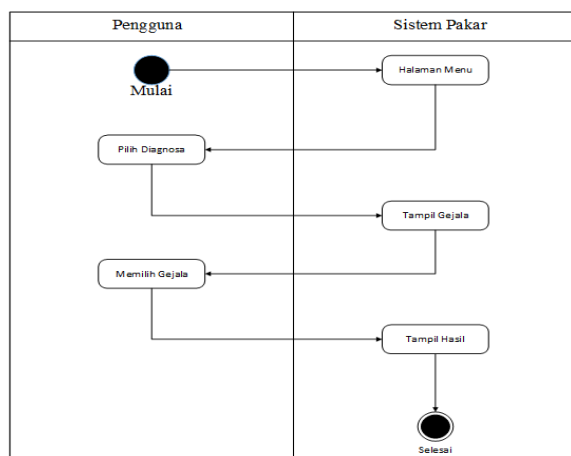 Pengguna
Sistem Pakar
Mulai
Halaman Menu
Pilih Diagnosa
Tampil Gejala
Memilih Gejala
Tampil Hasil
Selesai